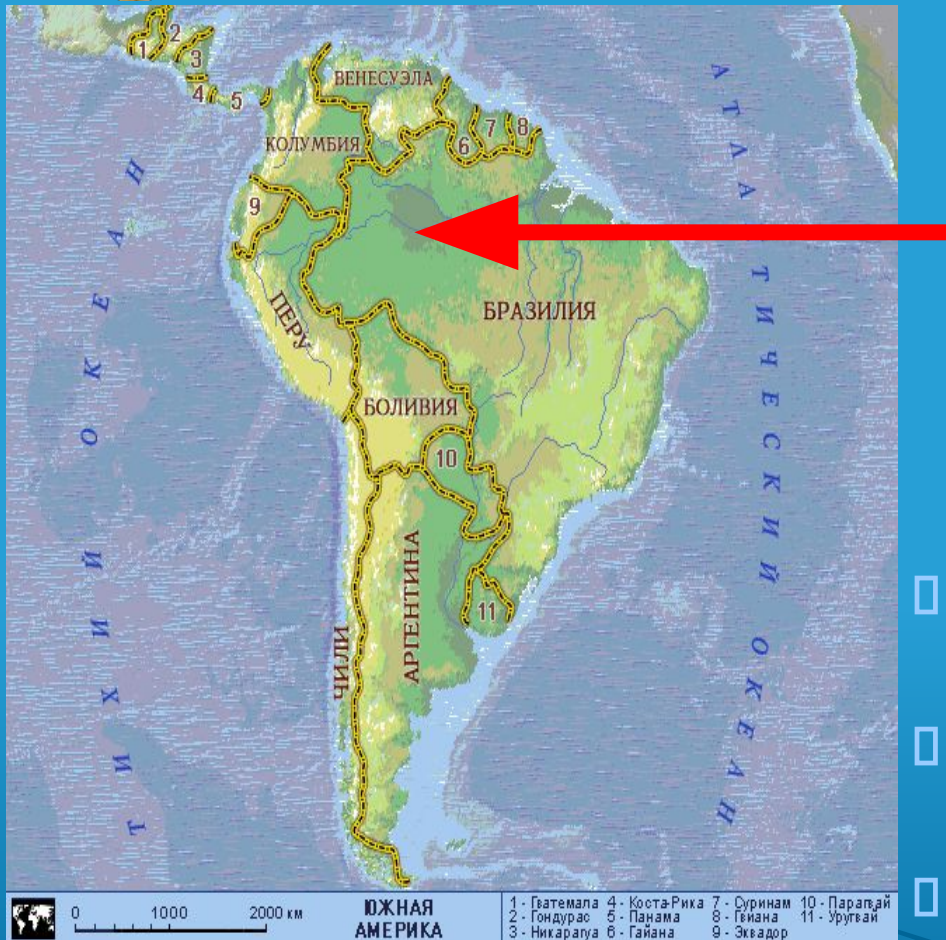 1
2
3
4
5
ВЕНЕСУЭЛА
КОЛУМБИЯ
6
7
8
9
ПЕРУ
БРАЗИЛИЯ
БОЛИВИЯ
10
АРГЕНТИНА
ЧИЛИ
11
ТИХИЙ ОКЕАН
АТЛАТИЧЕСКИЙ ОКЕАН
0 1000 2000 км
ЮЖНАЯ
АМЕРИКА
1 - Гватемала 4 - Коста-Рика 7 - Суринам 10 - Парагвай
2 - Гондурас 5 - Панама 8 - Гвиана 11 - Уругвай
3 - Никарагуа 6 - Гайана 9 - Эквадор